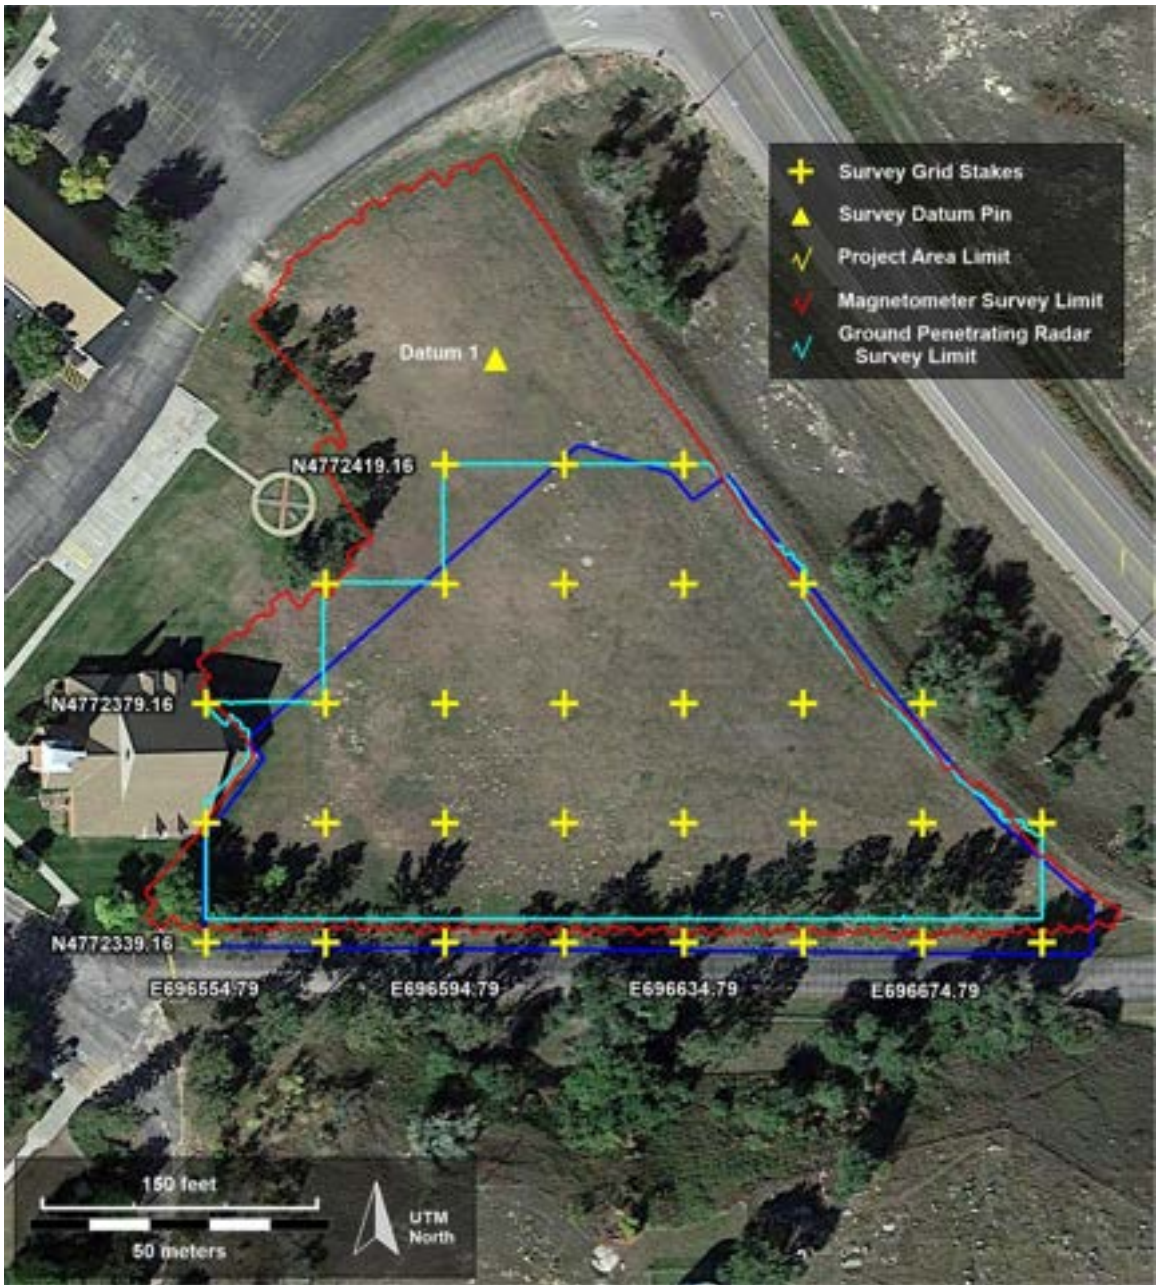 Survey Grid Stakes
Survey Datum Pin
Project Area Limit
Magnetometer Survey Limit
Ground Penetrating Radar
Survey Limit
Datum 1
N4772419.16
N4772379.16
N4772339.16
E696554.79
E696594.79
E696634.79
E696674.79
150 feet
50 meters
UTM
North